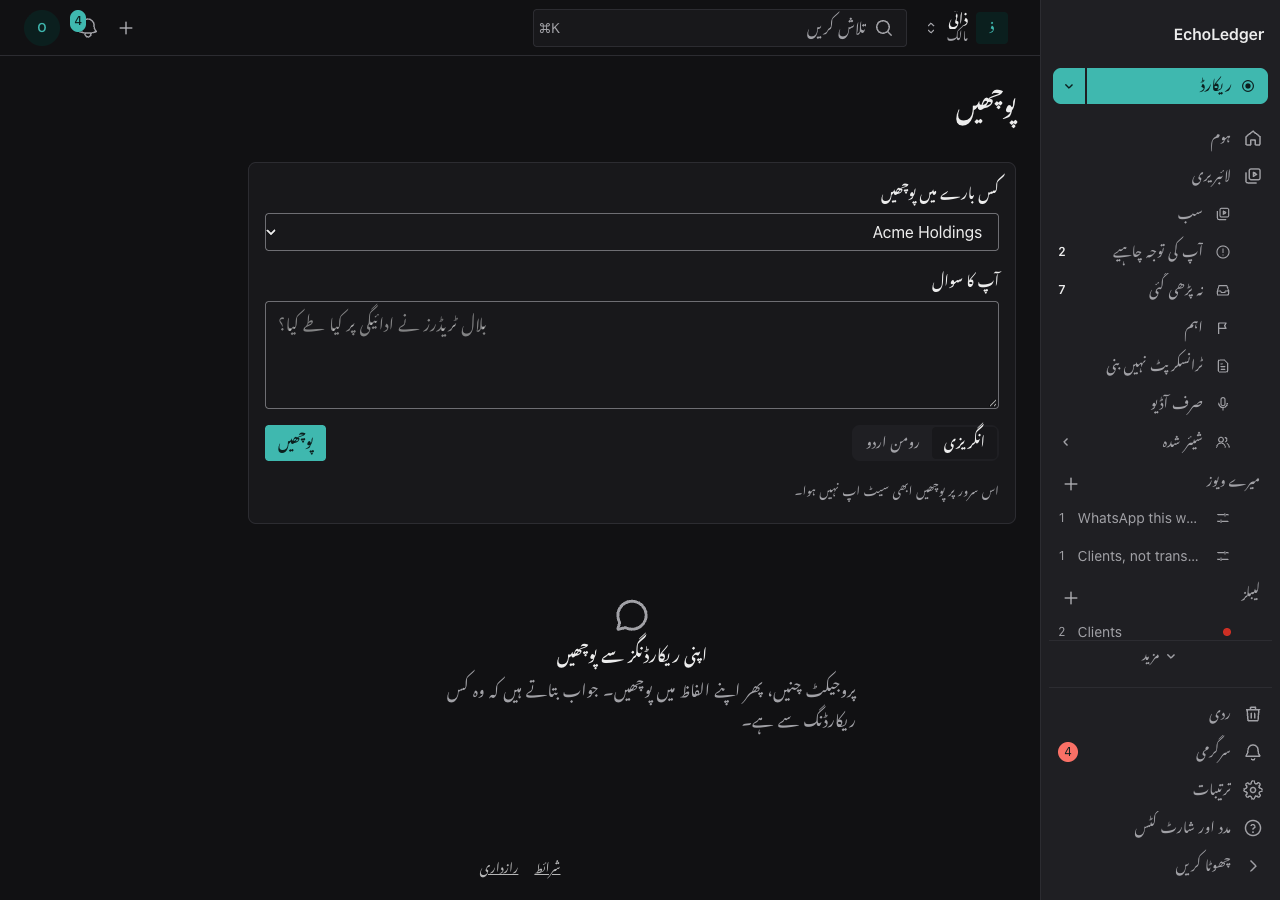 EchoLedger
ریکارڈ
ہوم
لائبریری
سب
آپ کی توجہ چاہیے 2
نہ پڑھی گئی 7
اہم
ٹرانسکرپٹ نہیں بنی
صرف آڈیو
شیئر شدہ
میرے ویوز
WhatsApp this w... 1
Clients, not trans... 1
لیبلز
Clients 2
مزید
ردی
سرگرمی 4
ترتیبات
مدد اور شارٹ کٹس
چھوٹا کریں
ذ
ذاتی
مالک
تلاش کریں ⌘K
4
O
پوچھیں
کس بارے میں پوچھیں
Acme Holdings
آپ کا سوال
بلال ٹریڈرز نے ادائیگی پر کیا طے کیا؟
انگریزی رومن اردو پوچھیں
اس سرور پر پوچھیں ابھی سیٹ اپ نہیں ہوا۔
اپنی ریکارڈنگز سے پوچھیں
پروجیکٹ چنیں، پھر اپنے الفاظ میں پوچھیں۔ جواب بتاتے ہیں کہ وہ کس
ریکارڈنگ سے ہے۔
شرائط رازداری